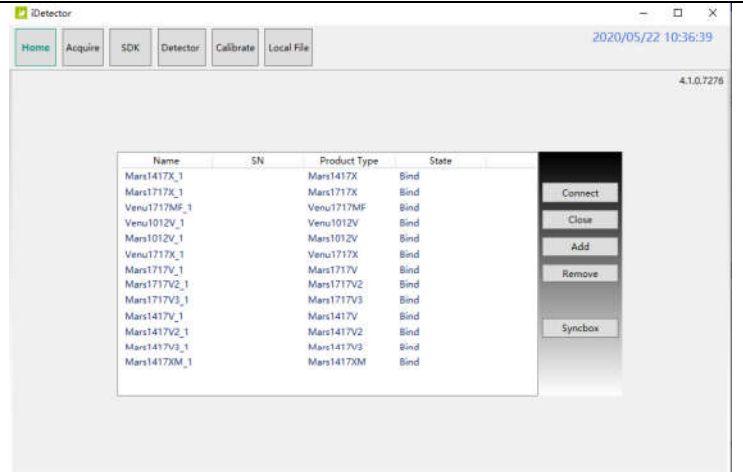 iDetector
Home Acquire SDK Detector Calibrate Local File
2020/05/22 10:36:39
4.1.0.7276
Name SN Product Type State
Mars1417X_1 Mars1417X Bind
Mars1717X_1 Mars1717X Bind
Venu1717MF_1 Venu1717MF Bind
Venu1012V_1 Venu1012V Bind
Mars1012V_1 Mars1012V Bind
Venu1717X_1 Venu1717X Bind
Mars1717V_1 Mars1717V Bind
Mars1717V2_1 Mars1717V2 Bind
Mars1717V3_1 Mars1717V3 Bind
Mars1417V_1 Mars1417V Bind
Mars1417V2_1 Mars1417V2 Bind
Mars1417V3_1 Mars1417V3 Bind
Mars1417XM_1 Mars1417XM Bind
Connect
Close
Add
Remove
Syncbox